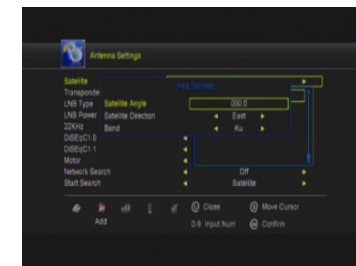 Antenna Settings
Satellite
Add Satellite
Transponde
LNB Type
Satellite Angle
000.0
LNB Power
Satellite Direction
East
22KHz
Band
Ku
DiSEqC1.0
DiSEqC1.1
Motor
Network Search
Off
Start Search
Satellite
Close
Move Cursor
Add
0-9 Input Num
Confirm